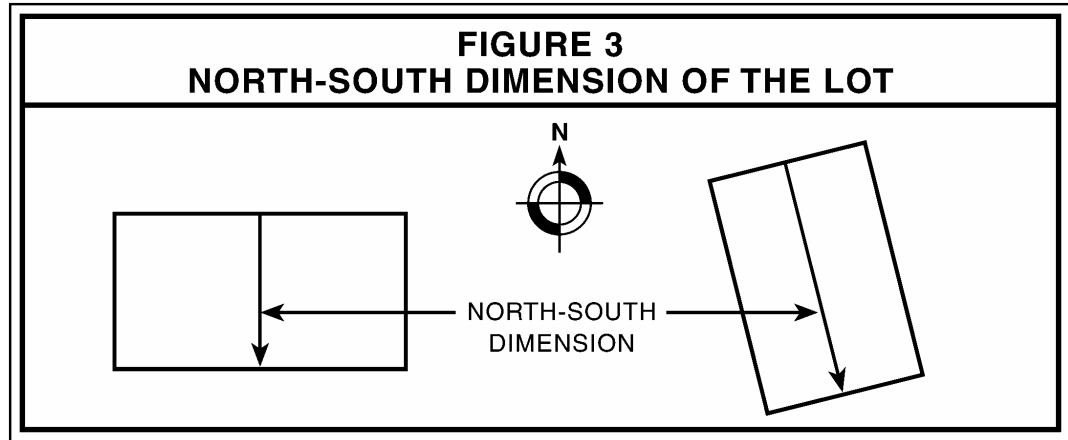 FIGURE 3
NORTH-SOUTH DIMENSION OF THE LOT
N
NORTH-SOUTH
DIMENSION